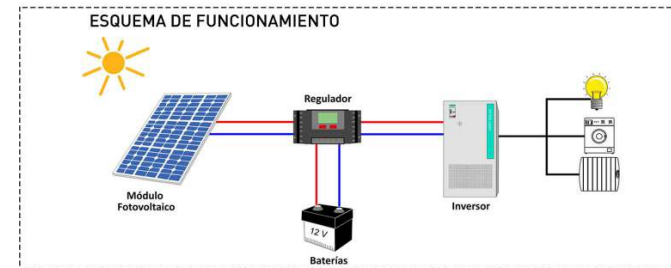 ESQUEMA DE FUNCIONAMIENTO
Regulador
Módulo
Fotovoltaico
Inversor
12 V
Baterías